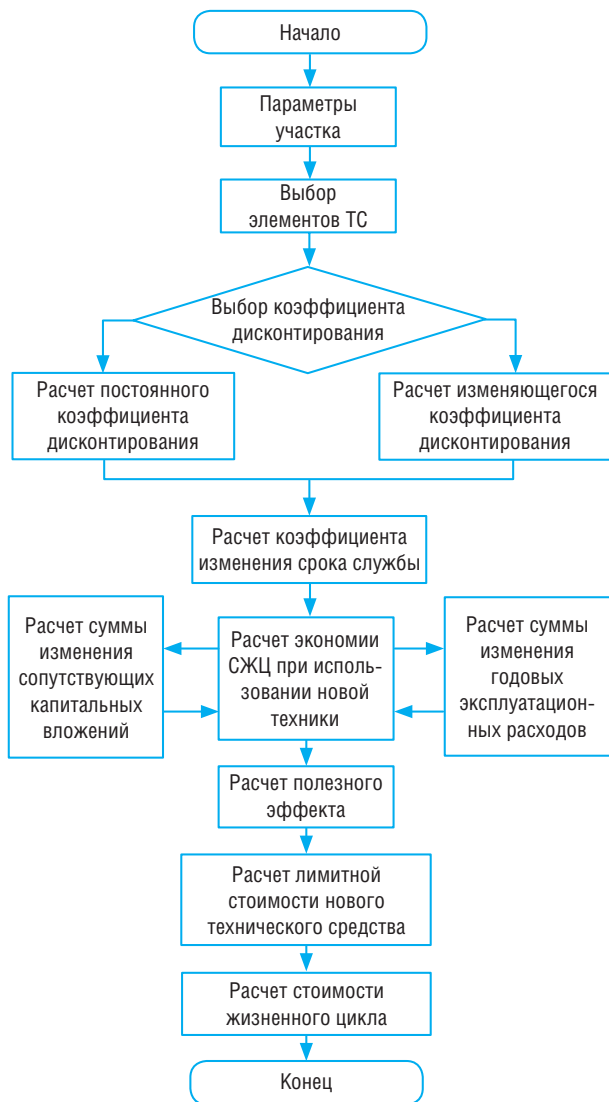 Начало
Параметры
участка
Выбор
элементов ТС
Выбор коэффициента
дисконтирования
Расчет постоянного
коэффициента
дисконтирования
Расчет изменяющегося
коэффициента
дисконтирования
Расчет коэффициента
изменения срока службы
Расчет суммы
изменения
сопутствующих
капитальных
вложений
Расчет экономии
СЖЦ при исполь-
зовании новой
техники
Расчет суммы
изменения
годовых
эксплуатацион-
ных расходов
Расчет полезного
эффекта
Расчет лимитной
стоимости нового
технического средства
Расчет стоимости
жизненного цикла
Конец